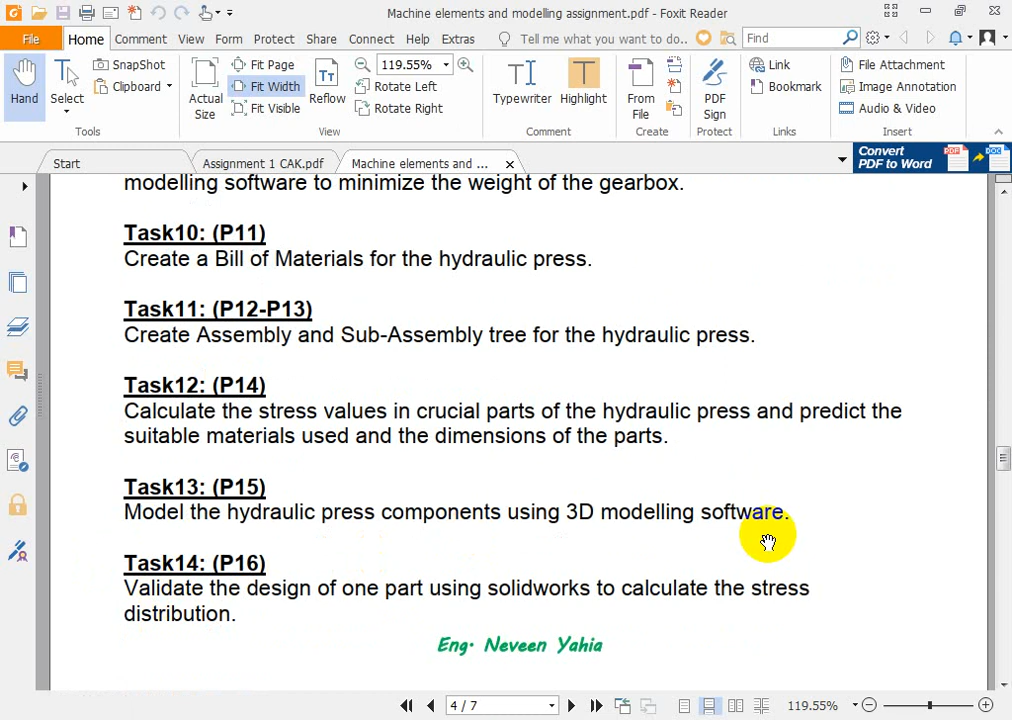 Machine elements and modelling assignment.pdf - Foxit Reader
File
Home
Comment
View
Form
Protect
Share
Connect
Help
Extras
Tell me what you want to do..
Find
Hand
Select
SnapShot
Clipboard
Tools
Actual Size
Fit Page
Fit Width
Fit Visible
Reflow
119.55%
Rotate Left
Rotate Right
View
Typewriter
Highlight
Comment
From File
Create
PDF Sign
Protect
Link
Bookmark
Links
File Attachment
Image Annotation
Audio & Video
Insert
Start
Assignment 1 CAK.pdf
Machine elements and ...
Convert
PDF to Word
PDF
DOC
modelling software to minimize the weight of the gearbox.
Task10: (P11)
Create a Bill of Materials for the hydraulic press.
Task11: (P12-P13)
Create Assembly and Sub-Assembly tree for the hydraulic press.
Task12: (P14)
Calculate the stress values in crucial parts of the hydraulic press and predict the
suitable materials used and the dimensions of the parts.
Task13: (P15)
Model the hydraulic press components using 3D modelling software.
Task14: (P16)
Validate the design of one part using solidworks to calculate the stress
distribution.
Eng. Neveen Yahia
4 / 7
119.55%